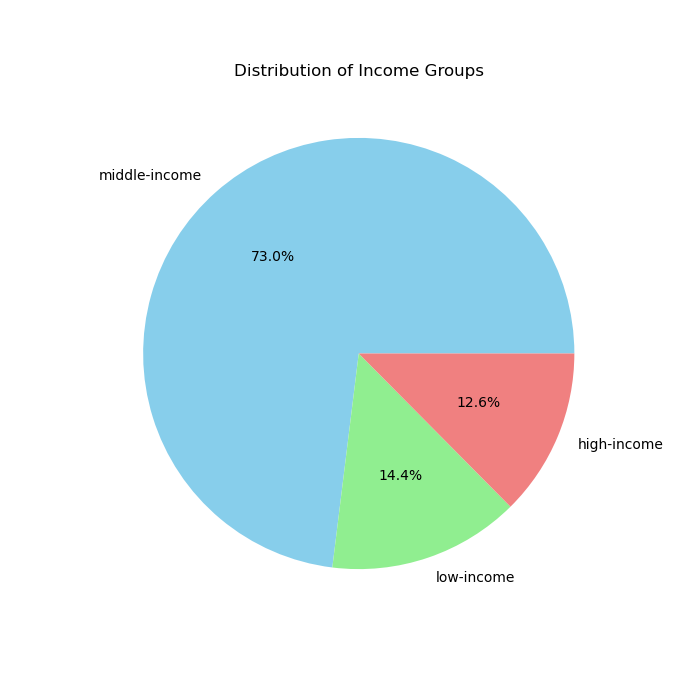 Distribution of Income Groups
middle-income
73.0%
12.6%
high-income
14.4%
low-income